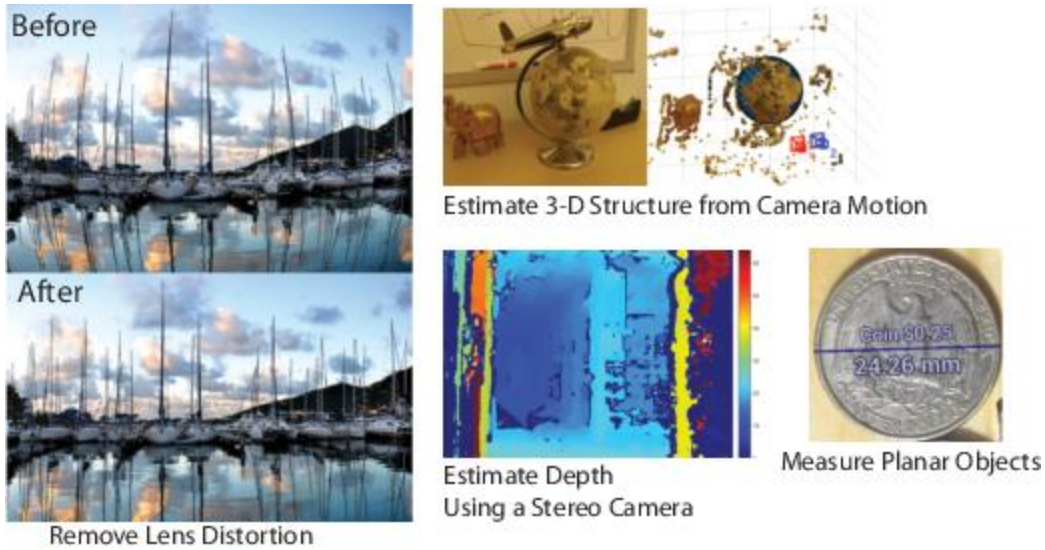 Before
After
Remove Lens Distortion
Estimate 3-D Structure from Camera Motion
Estimate Depth
Using a Stereo Camera
Coin $0.25
24.26 mm
Measure Planar Objects